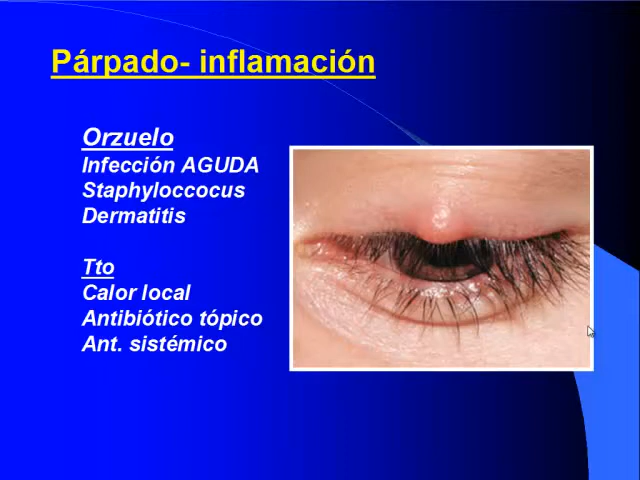 Párpado- inflamación
Orzuelo
Infección AGUDA
Staphyloccocus
Dermatitis
Tto
Calor local
Antibiótico tópico
Ant. sistémico